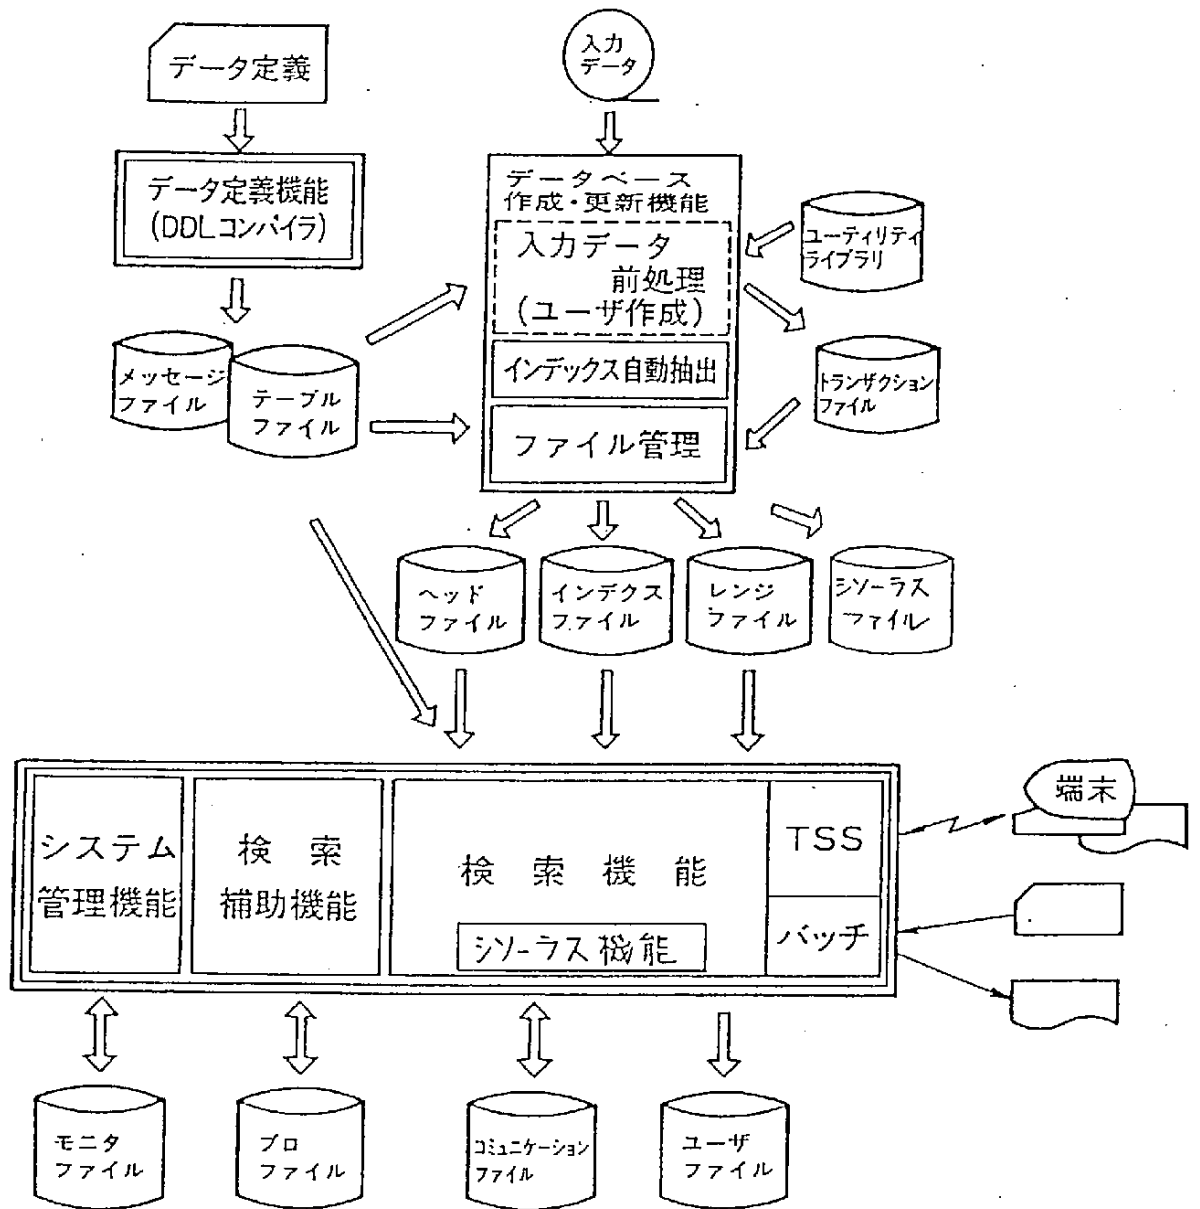 データ定義
入力
データ
データ定義機能
(DDLコンパイラ)
データベース
作成・更新機能
入力データ
前処理
(ユーザ作成)
インデックス自動抽出
ファイル管理
ユーティリティ
ライブラリ
メッセージ
ファイル
テーブル
ファイル
トランザクション
ファイル
ヘッド
ファイル
インデクス
ファイル
レンジ
ファイル
シソーラス
ファイル
システム
管理機能
検索
補助機能
検索機能
シソーラス機能
TSS
バッチ
端末
モニタ
ファイル
プロ
ファイル
コミュニケーション
ファイル
ユーザ
ファイル